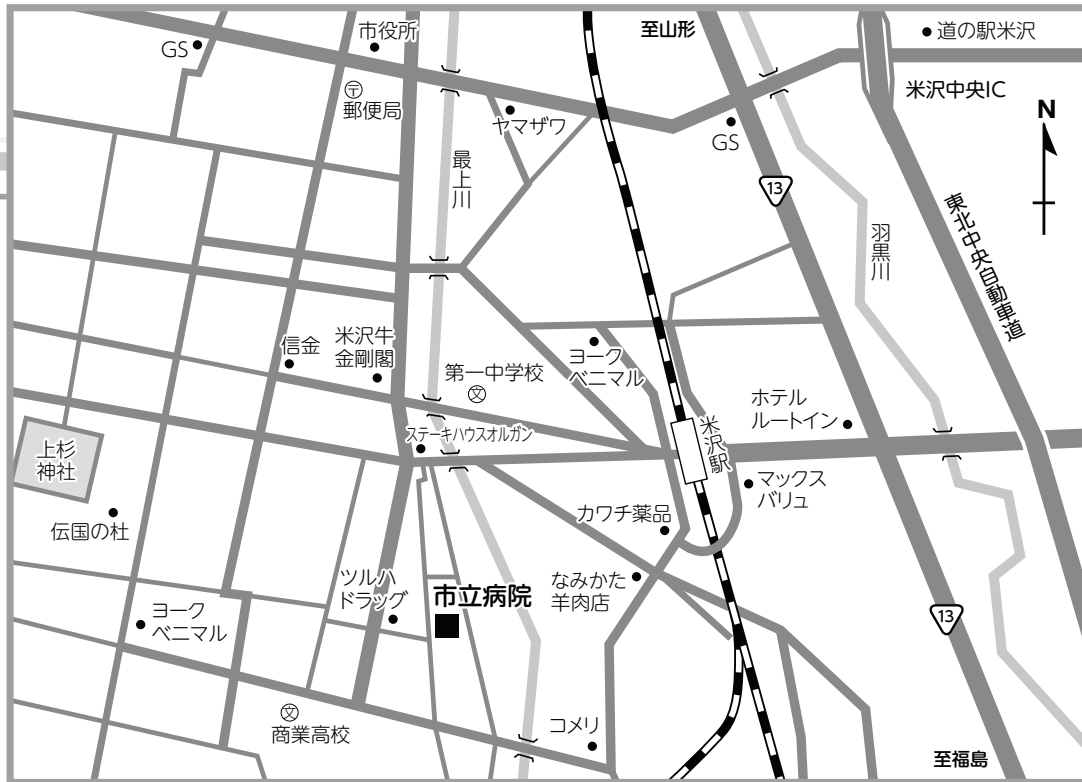 市役所
GS
〒
郵便局
ヤマザワ
最上川
至山形
道の駅米沢
米沢中央IC
GS
N
13
羽黒川
東北中央自動車道
信金
米沢牛
金剛閣
第一中学校
文
ヨーク
ベニマル
ホテル
ルートイン
米沢駅
ステーキハウスオルガン
上杉
神社
伝国の杜
マックス
バリュ
カワチ薬品
なみかた
羊肉店
ツルハ
ドラッグ
市立病院
ヨーク
ベニマル
13
文
商業高校
コメリ
至福島